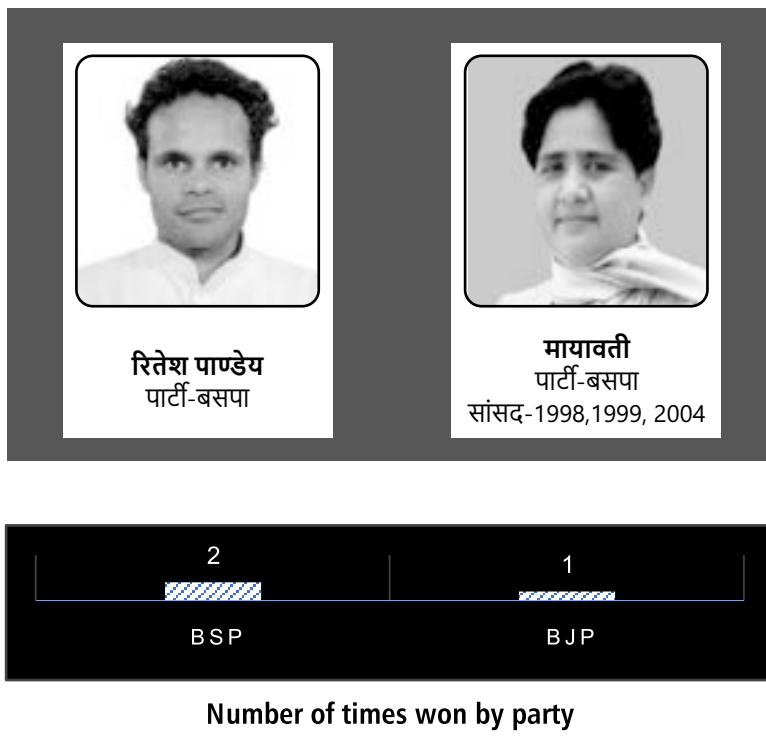 रितेश पाण्डेय
पार्टी-बसपा
मायावती
पार्टी-बसपा
सांसद-1998,1999, 2004
2
1
BSP
BJP
Number of times won by party